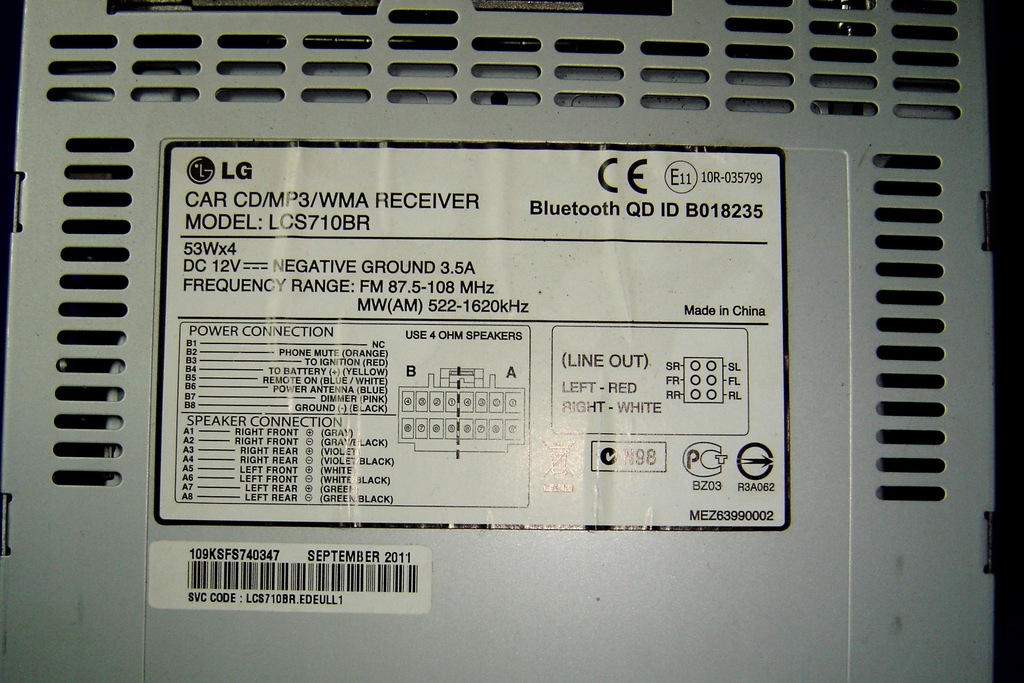 LG
CE E11 10R-035799
CAR CD/MP3/WMA RECEIVER
MODEL: LCS710BR
Bluetooth QD ID B018235
53Wx4
DC 12V NEGATIVE GROUND 3.5A
FREQUENCY RANGE: FM 87.5-108 MHz
MW(AM) 522-1620kHz
Made in China
POWER CONNECTION
USE 4 OHM SPEAKERS
B1 NC
B2 PHONE MUTE (ORANGE)
B3 TO IGNITION (RED)
B4 TO BATTERY (+) (YELLOW)
B5 REMOTE ON (BLUE / WHITE)
B6 POWER ANTENNA (BLUE)
B7 DIMMER (PINK)
B8 GROUND (-) (BLACK)
B A
SPEAKER CONNECTION
A1 RIGHT FRONT ⊕ (GRAY)
A2 RIGHT FRONT ⊖ (GRAY/BLACK)
A3 RIGHT REAR ⊕ (VIOLET)
A4 RIGHT REAR ⊖ (VIOLET/BLACK)
A5 LEFT FRONT ⊕ (WHITE)
A6 LEFT FRONT ⊖ (WHITE/BLACK)
A7 LEFT REAR ⊕ (GREEN)
A8 LEFT REAR ⊖ (GREEN/BLACK)
(LINE OUT)
LEFT - RED
RIGHT - WHITE
SR SL
FR FL
RR RL
N98
BZ03
R3A062
MEZ63990002
109KSFS740347 SEPTEMBER 2011
SVC CODE : LCS710BR.EDEULL1